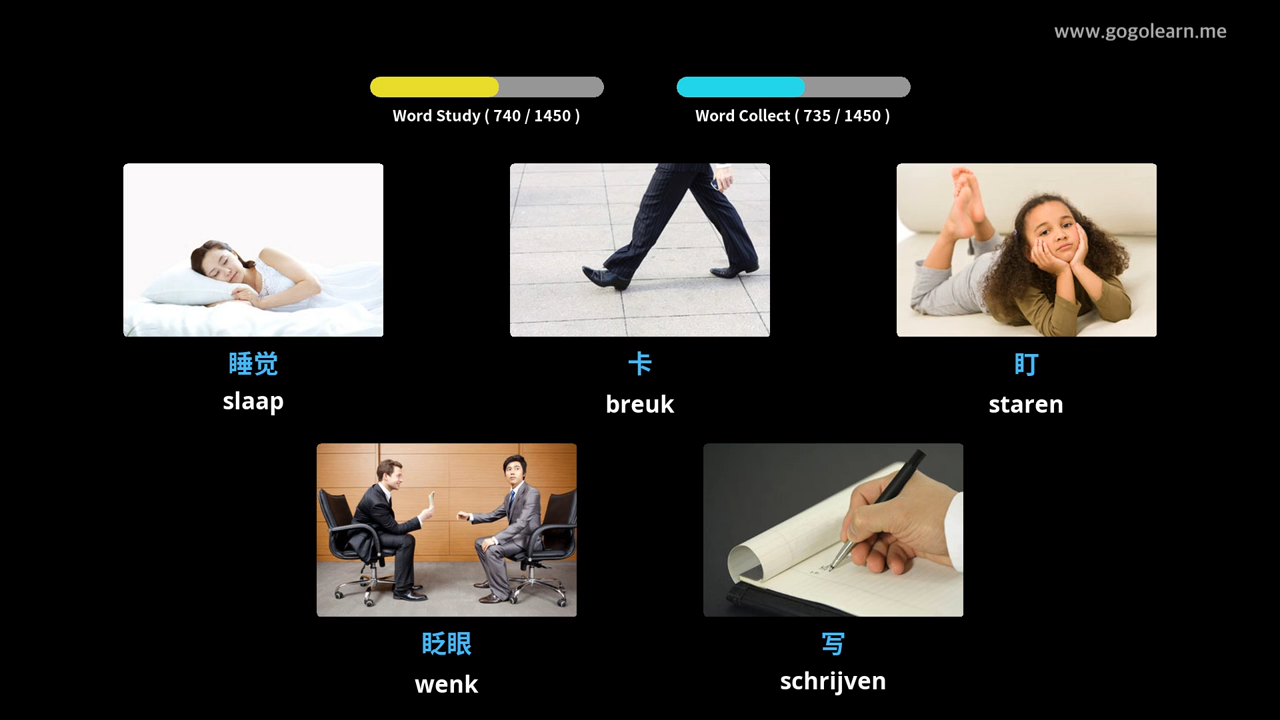 www.gogolearn.me
Word Study ( 740 / 1450 )
Word Collect ( 735 / 1450 )
睡觉
slaap
卡
breuk
盯
staren
眨眼
wenk
写
schrijven